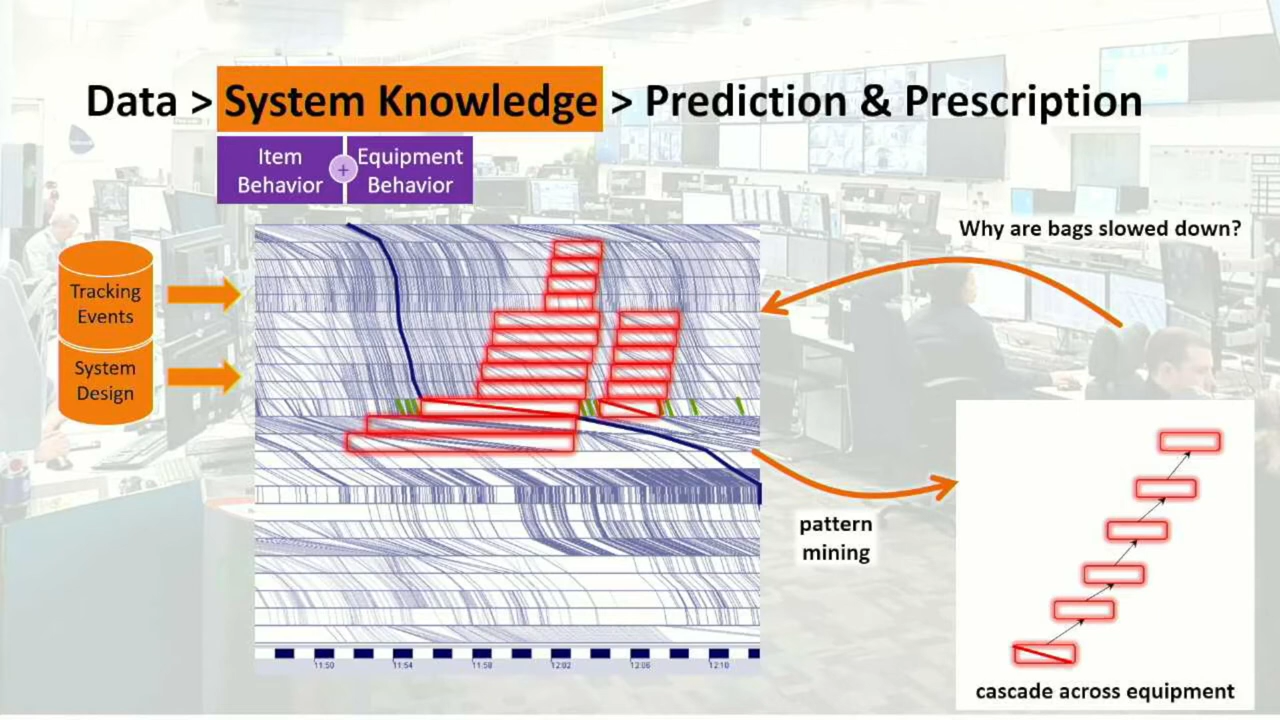 Data > System Knowledge > Prediction & Prescription
Item
Behavior
+
Equipment
Behavior
Why are bags slowed down?
Tracking
Events
System
Design
pattern
mining
11:50
11:54
11:58
12:02
12:06
12:10
cascade across equipment